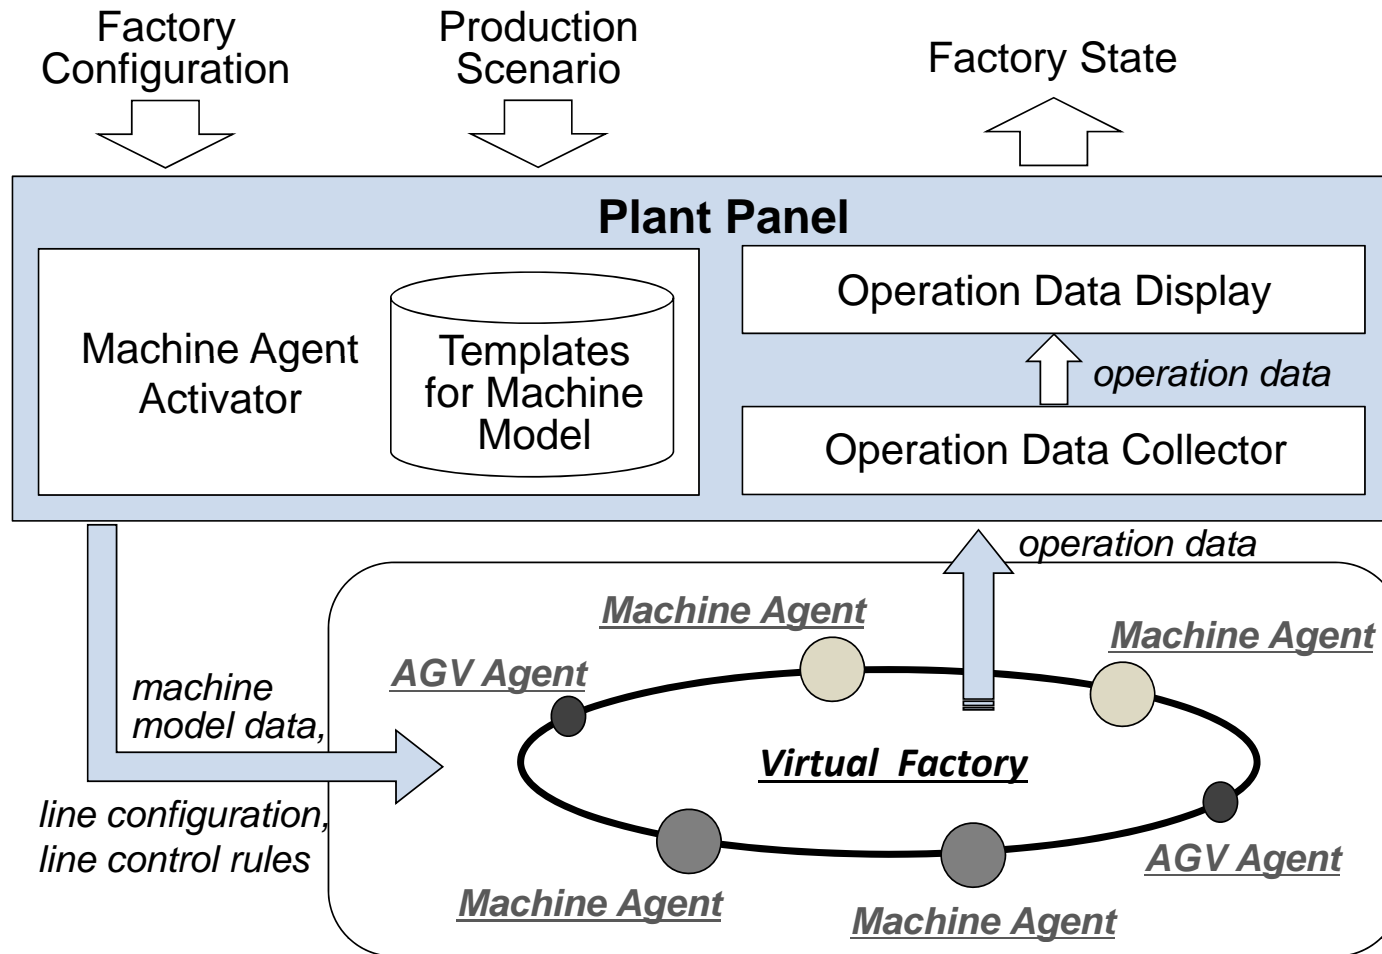 Factory
Configuration
Production
Scenario
Factory State
Plant Panel
Machine Agent
Activator
Templates
for Machine
Model
Operation Data Display
operation data
Operation Data Collector
operation data
Machine Agent
Machine Agent
AGV Agent
machine
model data,
Virtual Factory
line configuration,
line control rules
AGV Agent
Machine Agent
Machine Agent